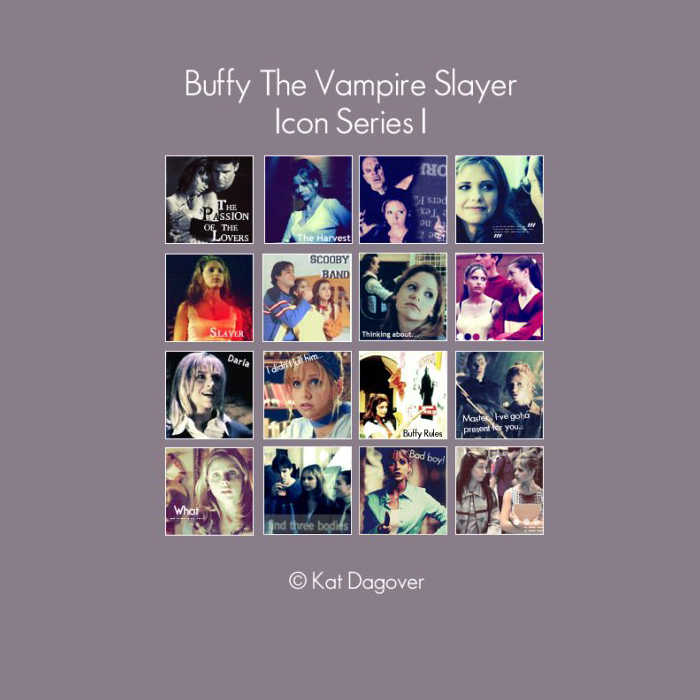 Buffy The Vampire Slayer
Icon Series I
THE
PASSION
OF THE
LOVERS
The Harvest
SLAYER
SCOOBY
BAND
Thinking about...
Darla
I didn't kill him...
Buffy Rules
Master... I've got a
present for you...
What
find three bodies
Bad boy!
© Kat Dagover